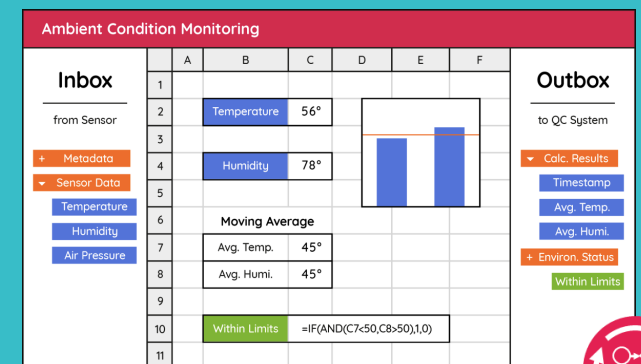 Ambient Condition Monitoring
Inbox
from Sensor
+ Metadata
Sensor Data
Temperature
Humidity
Air Pressure
A B C D E F
1
2 Temperature 56°
3
4 Humidity 78°
5
6 Moving Average
7 Avg. Temp. 45°
8 Avg. Humi. 45°
9
10 Within Limits =IF(AND(C7<50,C8>50),1,0)
11
Outbox
to QC System
Calc. Results
Timestamp
Avg. Temp.
Avg. Humi.
+ Environ. Status
Within Limits